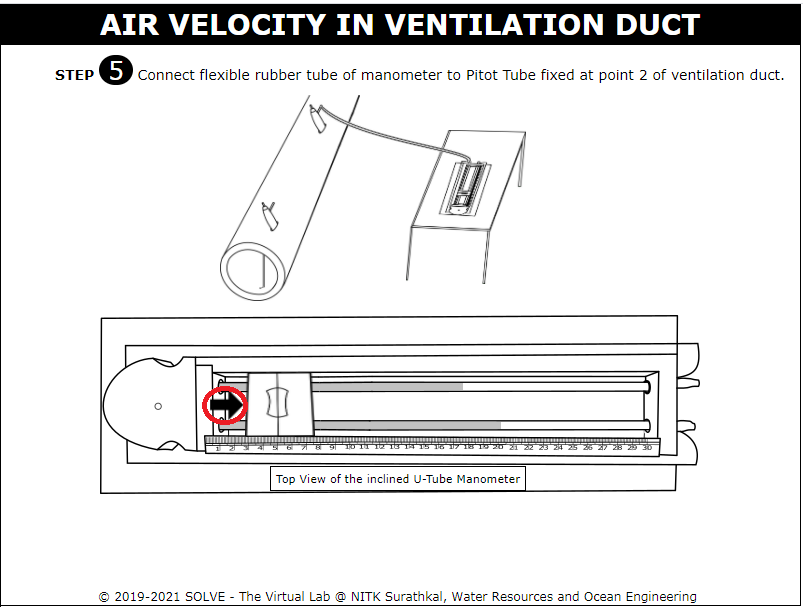 AIR VELOCITY IN VENTILATION DUCT
STEP 5 Connect flexible rubber tube of manometer to Pitot Tube fixed at point 2 of ventilation duct.
1 2 3 4 5 6 7 8 9 10 11 12 13 14 15 16 17 18 19 20 21 22 23 24 25 26 27 28 29 30
Top View of the inclined U-Tube Manometer
© 2019-2021 SOLVE - The Virtual Lab @ NITK Surathkal, Water Resources and Ocean Engineering